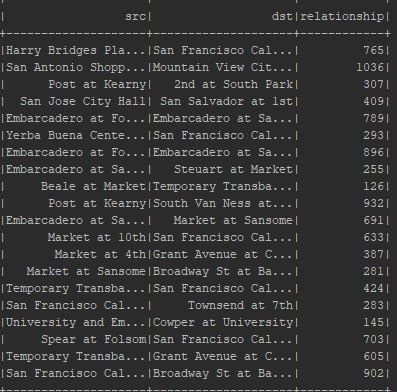 | src| dst|relationship|
+--------------------+--------------------+------------+
|Harry Bridges Pla...|San Francisco Cal...| 765|
|San Antonio Shopp...|Mountain View Cit...| 1036|
| Post at Kearny| 2nd at South Park| 307|
| San Jose City Hall| San Salvador at 1st| 409|
|Embarcadero at Fo...|Embarcadero at Sa...| 789|
|Yerba Buena Cente...|San Francisco Cal...| 293|
|Embarcadero at Fo...|Embarcadero at Sa...| 896|
|Embarcadero at Sa...| Steuart at Market| 255|
| Beale at Market|Temporary Transba...| 126|
| Post at Kearny|South Van Ness at...| 932|
|Embarcadero at Sa...| Market at Sansome| 691|
| Market at 10th|San Francisco Cal...| 633|
| Market at 4th|Grant Avenue at C...| 387|
| Market at Sansome|Broadway St at Ba...| 281|
|Temporary Transba...|San Francisco Cal...| 424|
|San Francisco Cal...| Townsend at 7th| 283|
|University and Em...|Cowper at University| 145|
| Spear at Folsom|San Francisco Cal...| 703|
|Temporary Transba...|Grant Avenue at C...| 605|
|San Francisco Cal...|Broadway St at Ba...| 902|
+--------------------+--------------------+------------+